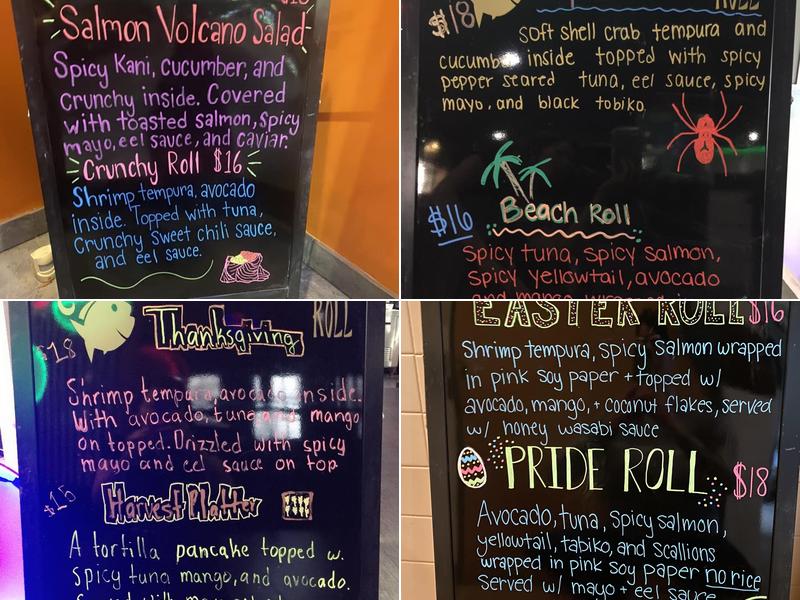 Salmon Volcano Salad
Spicy Kani, cucumber, and
Crunchy inside. Covered
with toasted salmon, spicy
mayo, eel sauce, and caviar.
Crunchy Roll $16
Shrimp tempura, avocado
inside. Topped with tuna,
Crunchy Sweet chili sauce,
and eel sauce.
$18 ROLL
Soft shell crab tempura and
cucumber inside topped with spicy
pepper seared tuna, eel sauce, spicy
mayo, and black tobiko.
$16 Beach Roll
Spicy tuna, spicy salmon,
spicy yellowtail, avocado
and mango
$18 Thanksgiving ROLL
Shrimp tempura, avocado inside.
With avocado, tuna and mango
on topped. Drizzled with spicy
mayo and eel sauce on top
$15 Harvest Platter
A tortilla pancake topped w.
spicy tuna mango, and avocado.
EASTER ROLL $16
Shrimp tempura, spicy salmon wrapped
in pink soy paper + topped w/
avocado, mango, + coconut flakes, served
w/ honey wasabi sauce
PRIDE ROLL $18
Avocado, tuna, spicy salmon,
yellowtail, tabiko, and scallions
wrapped in pink soy paper no rice
served w/ mayo + eel sauce